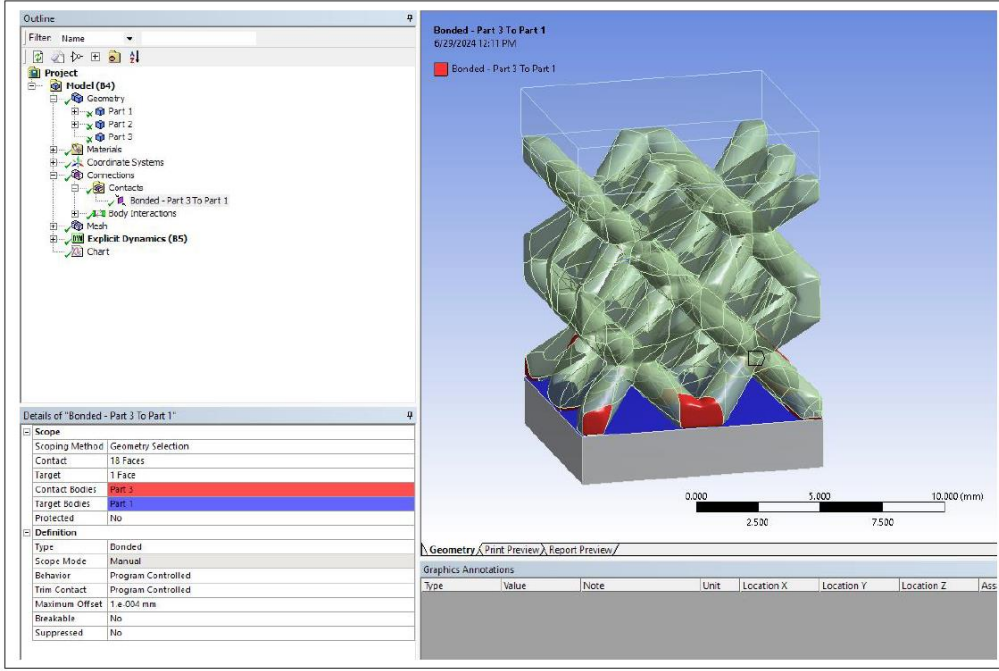 Outline
Filter: Name
Project
Model (B4)
Geometry
Part 1
Part 2
Part 3
Materials
Coordinate Systems
Connections
Contacts
Bonded - Part 3 To Part 1
Body Interactions
Mesh
Explicit Dynamics (B5)
Chart
Details of "Bonded - Part 3 To Part 1"
Scope
Scoping Method Geometry Selection
Contact 18 Faces
Target 1 Face
Contact Bodies Part 3
Target Bodies Part 1
Protected No
Definition
Type Bonded
Scope Mode Manual
Behavior Program Controlled
Trim Contact Program Controlled
Maximum Offset 1.e-004 mm
Breakable No
Suppressed No
Bonded - Part 3 To Part 1
6/29/2024 12:11 PM
Bonded - Part 3 To Part 1
0.000 5.000 10.000 (mm)
2.500 7.500
Geometry Print Preview Report Preview
Graphics Annotations
Type Value Note Unit Location X Location Y Location Z Ass